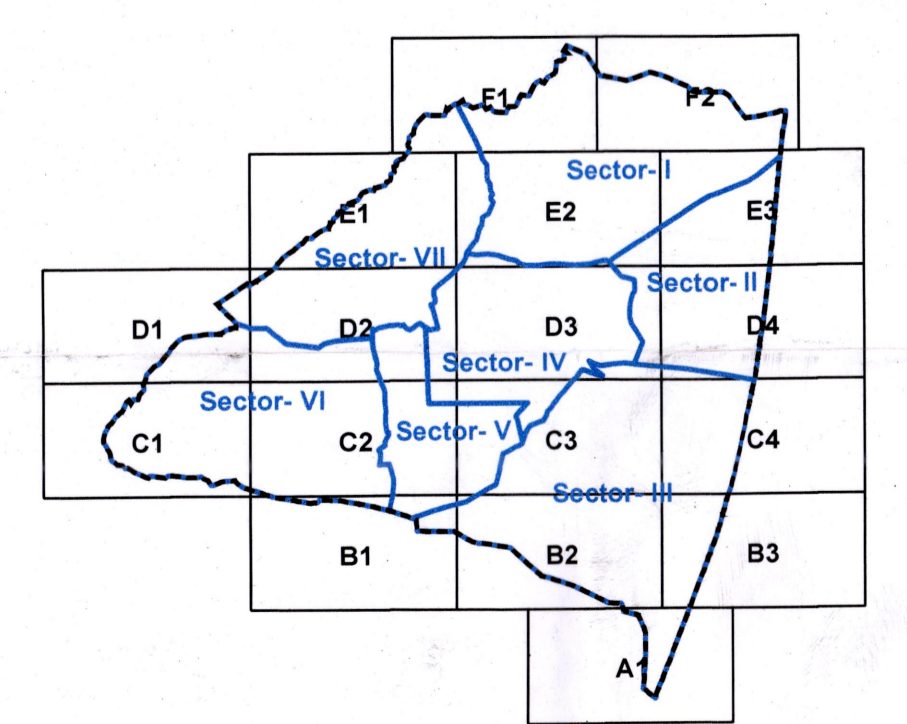 F1 F2
Sector- I
E1 E2 E3
Sector- VII
Sector- II
D1 D2 D3 D4
Sector- IV
Sector- VI
Sector- V
C1 C2 C3 C4
Sector- III
B1 B2 B3
A1